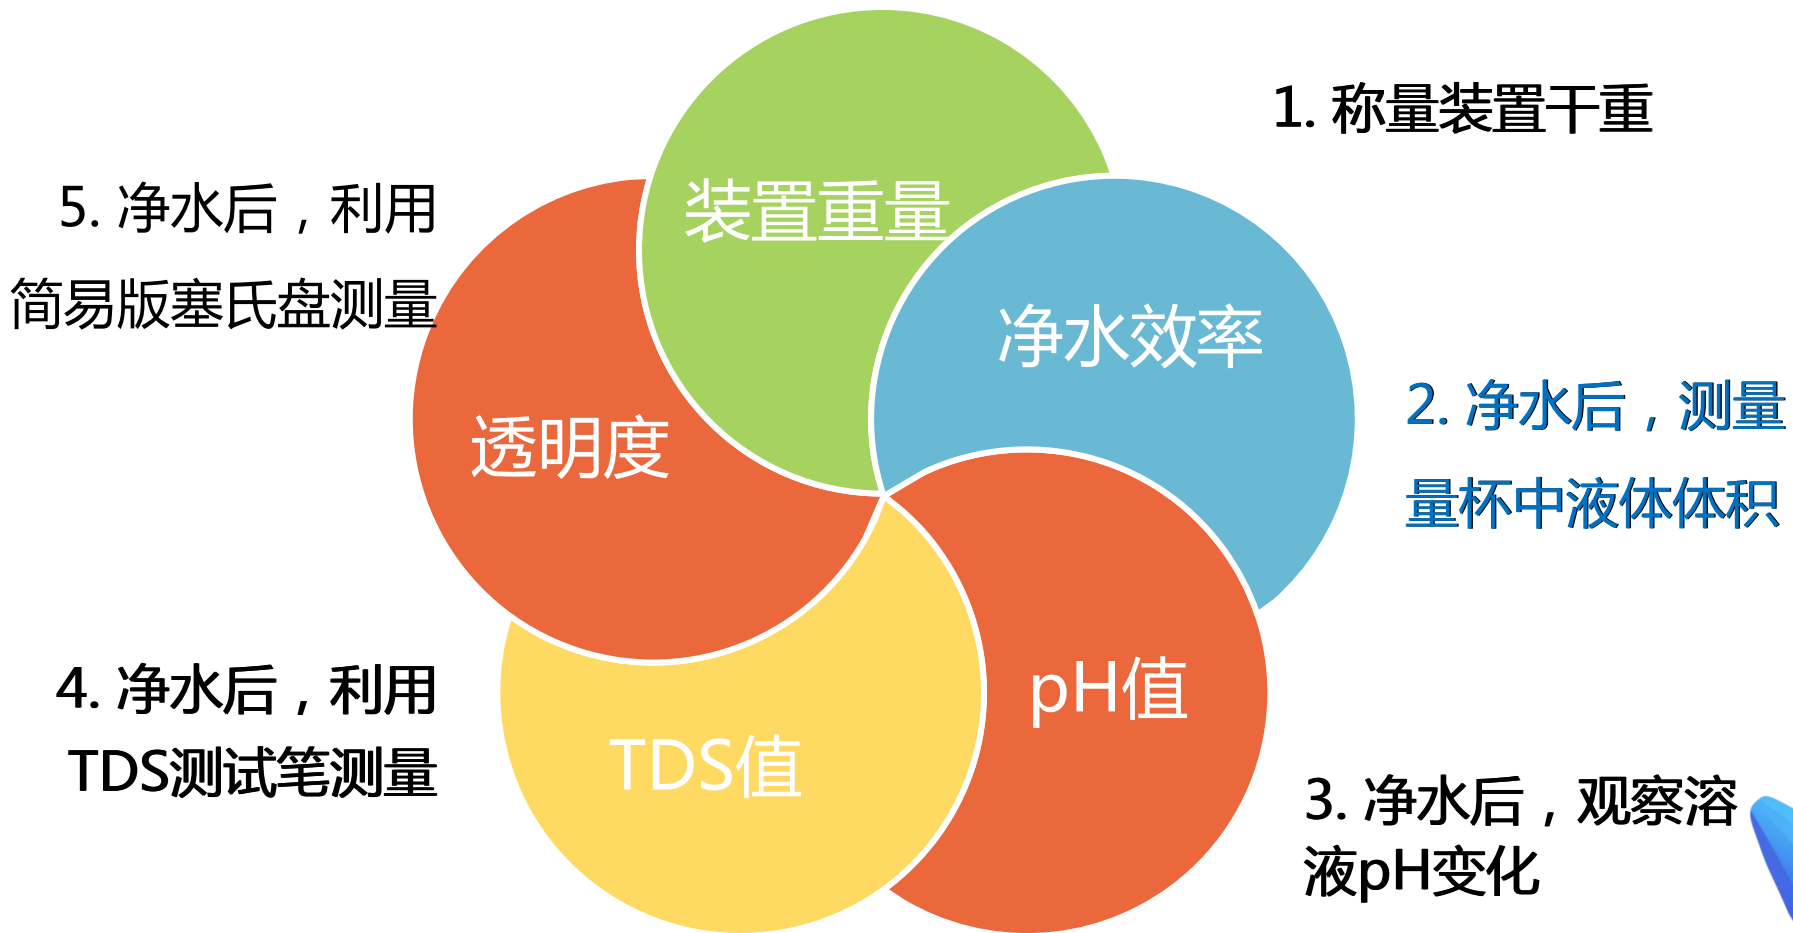 装置重量
1. 称量装置干重
净水效率
2. 净水后，测量
量杯中液体体积
pH值
3. 净水后，观察溶
液pH变化
TDS值
4. 净水后，利用
TDS测试笔测量
透明度
5. 净水后，利用
简易版塞氏盘测量